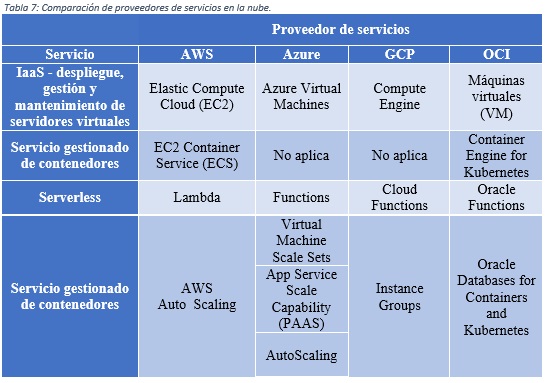 Tabla 7: Comparación de proveedores de servicios en la nube.
Proveedor de servicios
Servicio AWS Azure GCP OCI
IaaS - despliegue,
gestión y
mantenimiento de
servidores virtuales
Elastic Compute
Cloud (EC2)
Azure Virtual
Machines
Compute
Engine
Máquinas
virtuales
(VM)
Servicio gestionado
de contenedores
EC2 Container
Service (ECS)
No aplica
No aplica
Container
Engine for
Kubernetes
Serverless
Lambda
Functions
Cloud
Functions
Oracle
Functions
Servicio gestionado
de contenedores
AWS
Auto Scaling
Virtual
Machine
Scale Sets
App Service
Scale
Capability
(PAAS)
AutoScaling
Instance
Groups
Oracle
Databases for
Containers
and
Kubernetes